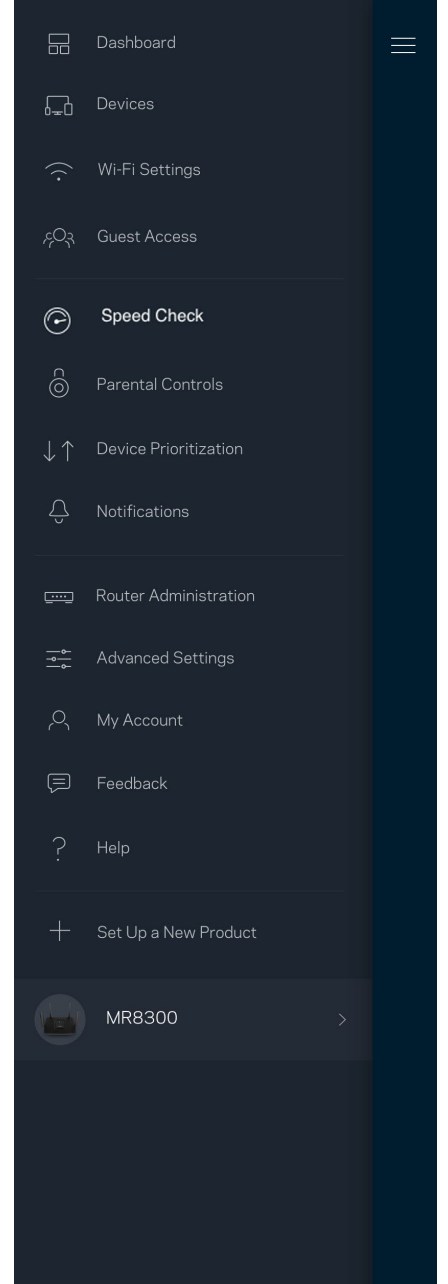 Dashboard
Devices
Wi-Fi Settings
Guest Access
Speed Check
Parental Controls
Device Prioritization
Notifications
Router Administration
Advanced Settings
My Account
Feedback
Help
Set Up a New Product
MR8300